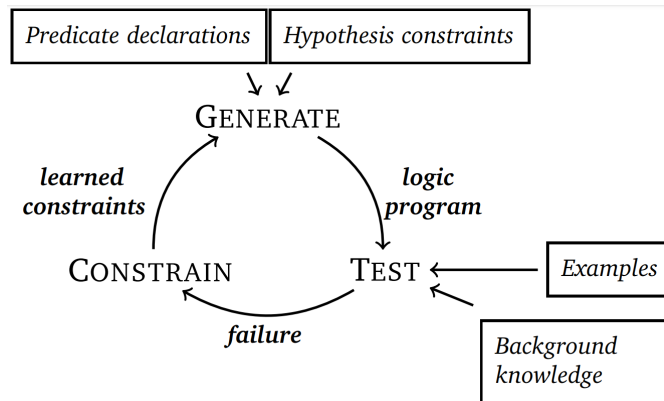 Predicate declarations
Hypothesis constraints
GENERATE
learned
constraints
logic
program
CONSTRAIN
TEST
Examples
failure
Background
knowledge